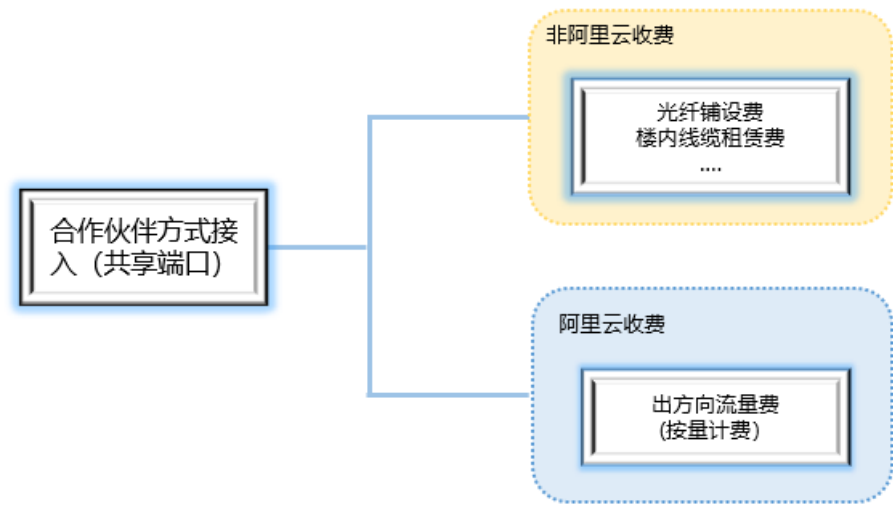 非阿里云收费
光纤铺设费
楼内线缆租赁费
....
合作伙伴方式接
入（共享端口）
阿里云收费
出方向流量费
(按量计费）